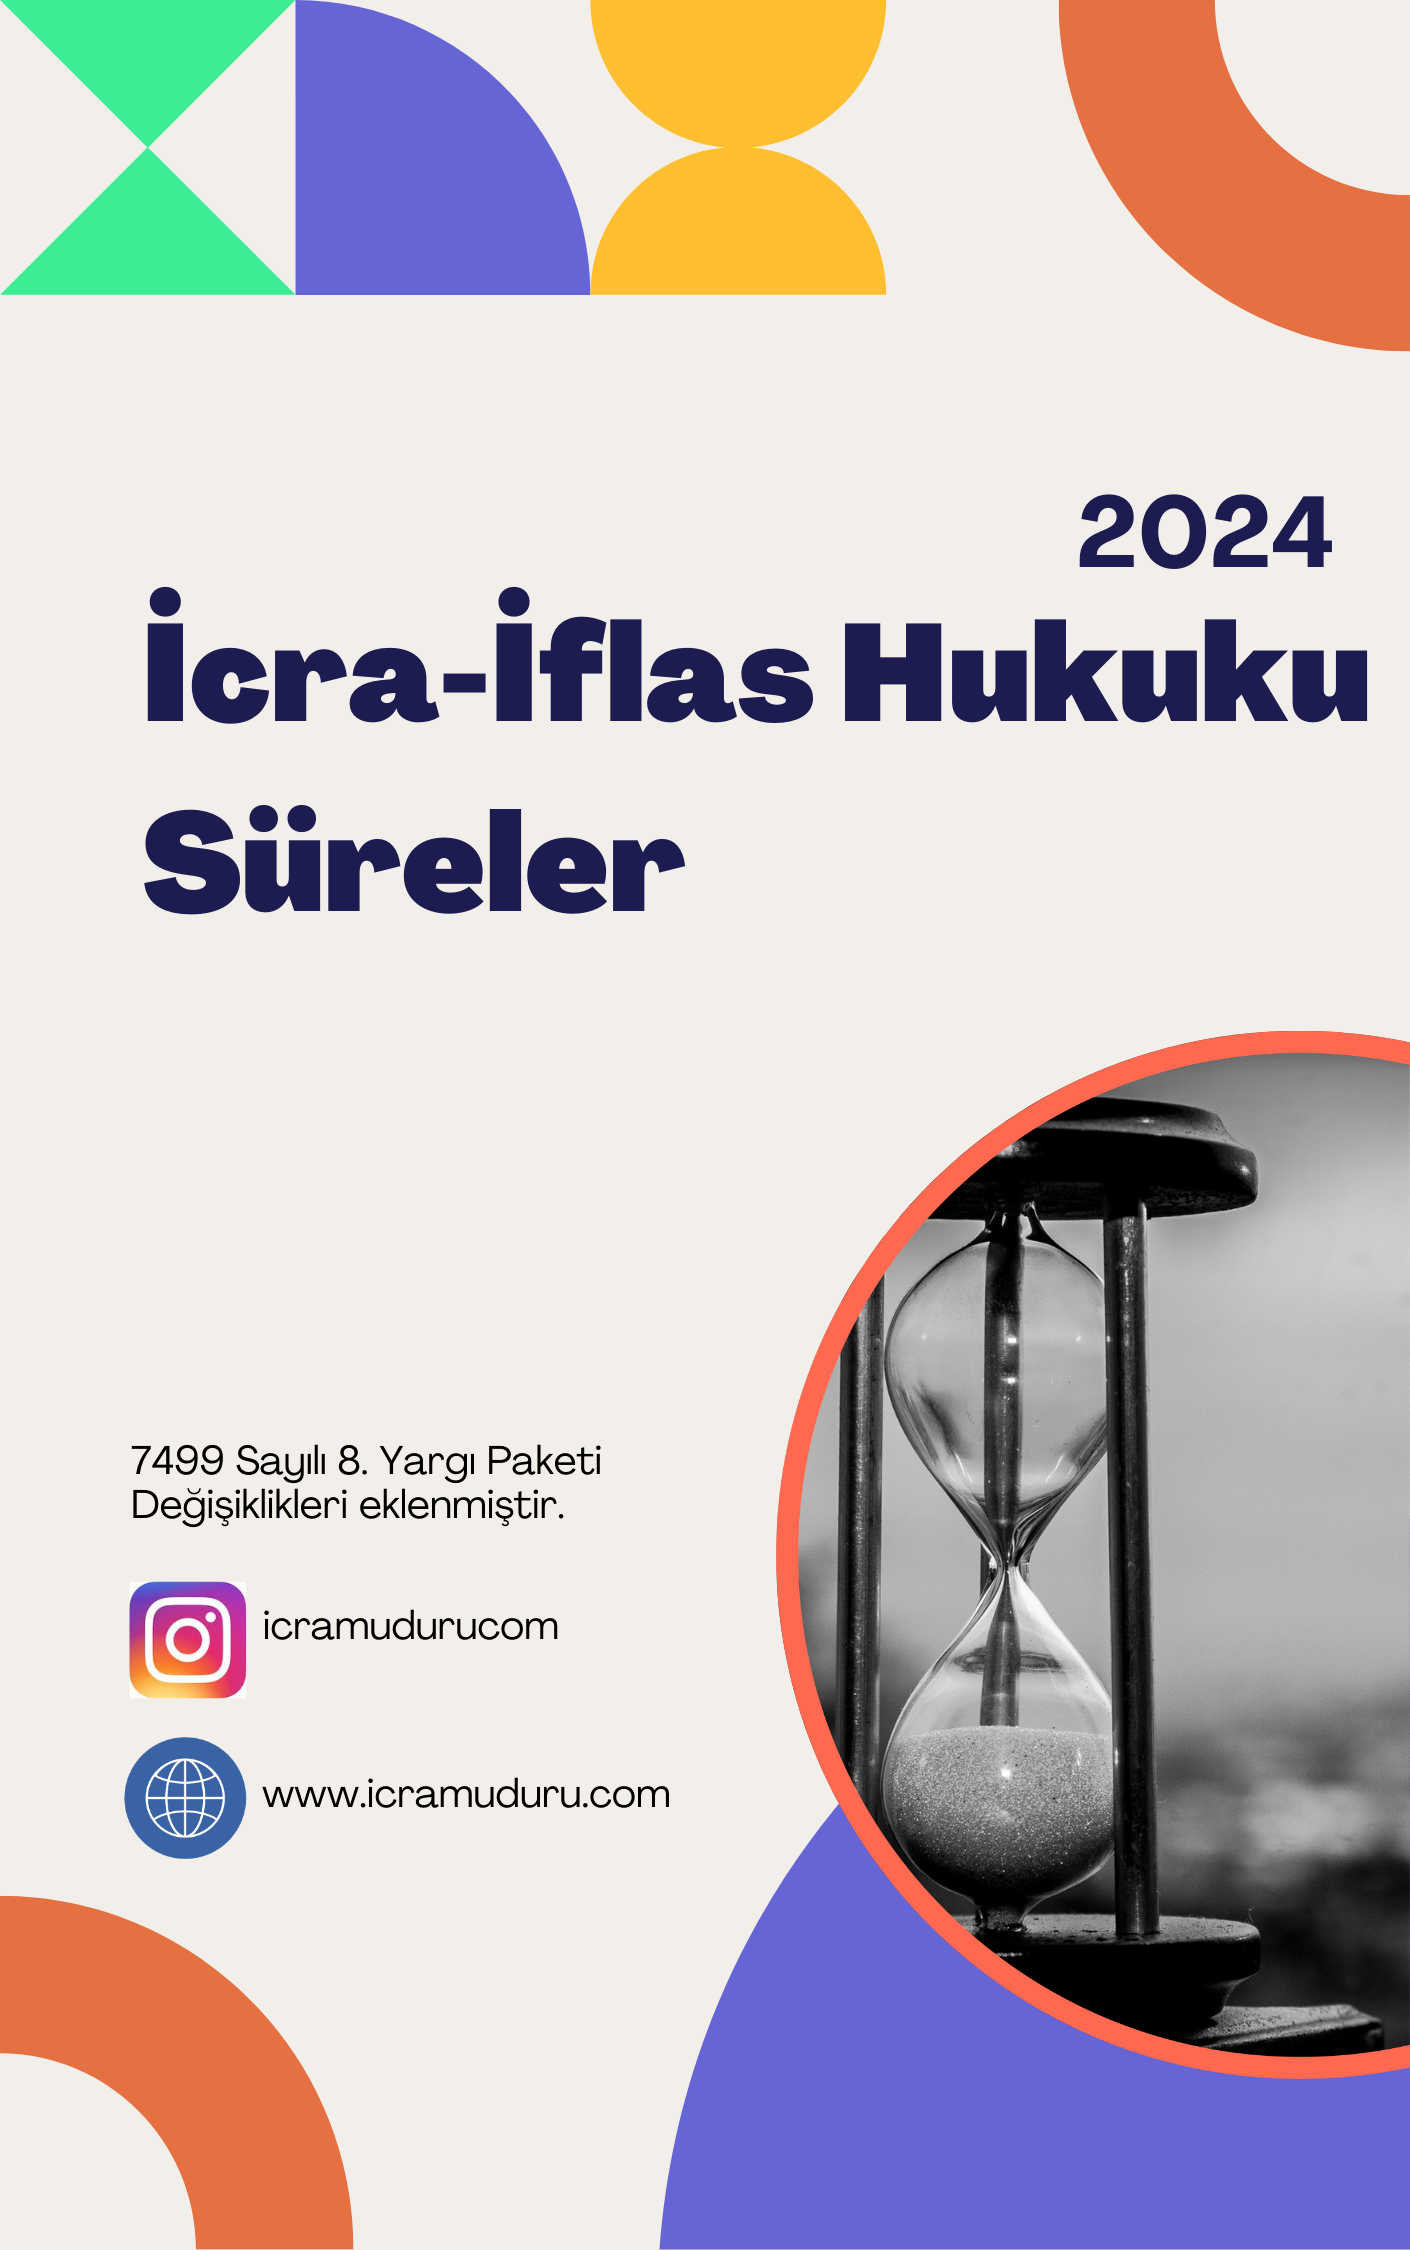 2024
İcra-İflas Hukuku
Süreler
7499 Sayılı 8. Yargı Paketi
Değişiklikleri eklenmiştir.
icramudurucom
www.icramuduru.com